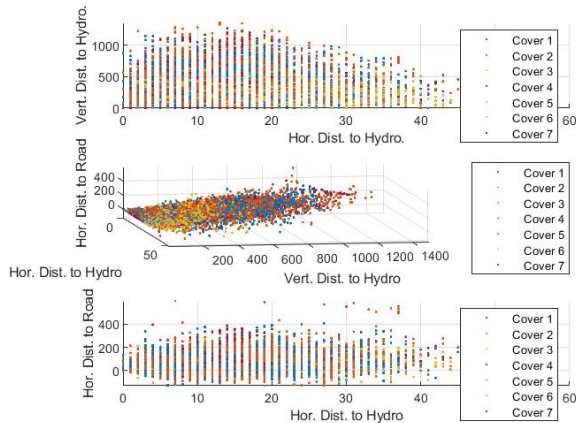 Vert. Dist. to Hydro.
1000
500
0
0
10
20
30
40
60
Hor. Dist. to Hydro.
Cover 1
Cover 2
Cover 3
Cover 4
Cover 5
Cover 6
Cover 7
Hor. Dist. to Road
400
200
0
0
50
200
400
600
800
1000
1200
1400
Hor. Dist. to Hydro
Vert. Dist. to Hydro
Cover 1
Cover 2
Cover 3
Cover 4
Cover 5
Cover 6
Cover 7
Hor. Dist. to Road
400
200
0
0
10
20
30
40
60
Hor. Dist. to Hydro
Cover 1
Cover 2
Cover 3
Cover 4
Cover 5
Cover 6
Cover 7